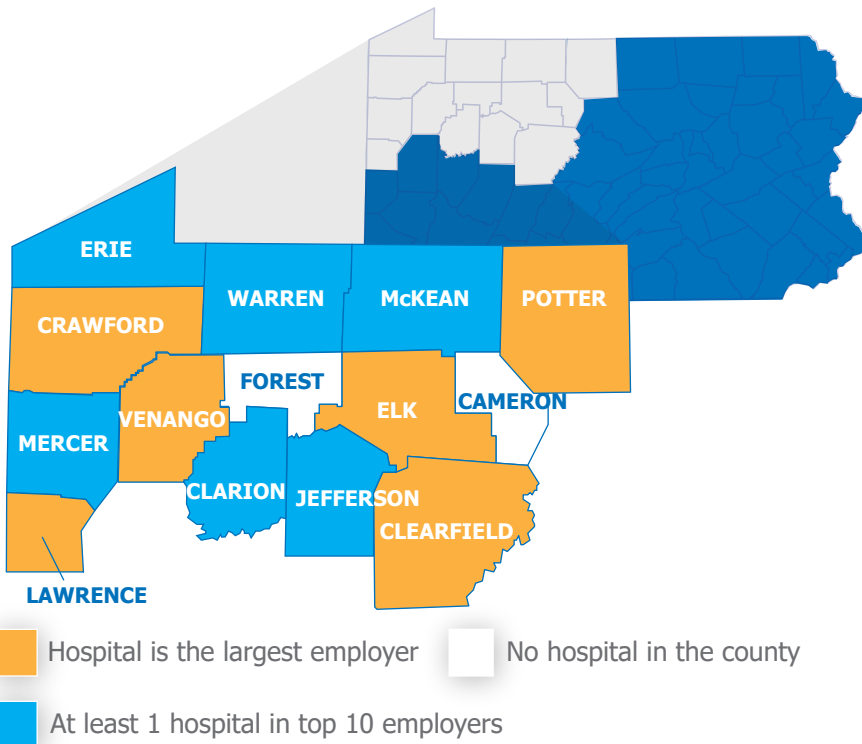 ERIE
WARREN
McKEAN
POTTER
CRAWFORD
FOREST
ELK
CAMERON
VENANGO
MERCER
CLARION
JEFFERSON
CLEARFIELD
LAWRENCE
Hospital is the largest employer
No hospital in the county
At least 1 hospital in top 10 employers